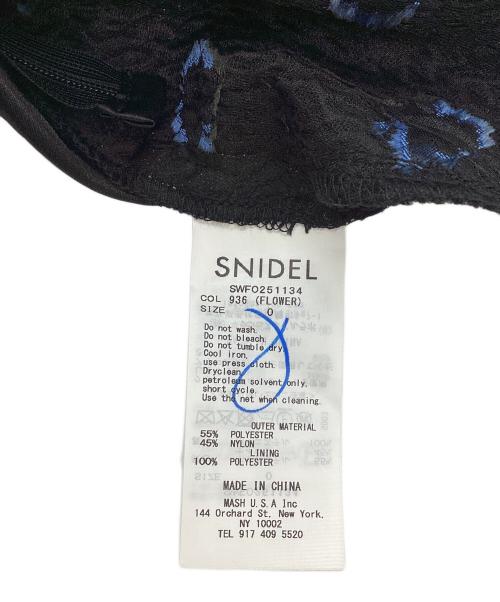 SNIDEL
SWFO251134
COL 936 (FLOWER)
SIZE 0
Do not wash.
Do not bleach.
Do not tumble dry.
Cool iron.
use press cloth.
Dryclean
petroleum solvent only.
short cycle.
Use the net when cleaning.
OUTER MATERIAL
55% POLYESTER
45% NYLON
LINING
100% POLYESTER
MADE IN CHINA
MASH U.S.A Inc
144 Orchard St, New York,
NY 10002
TEL 917 409 5520